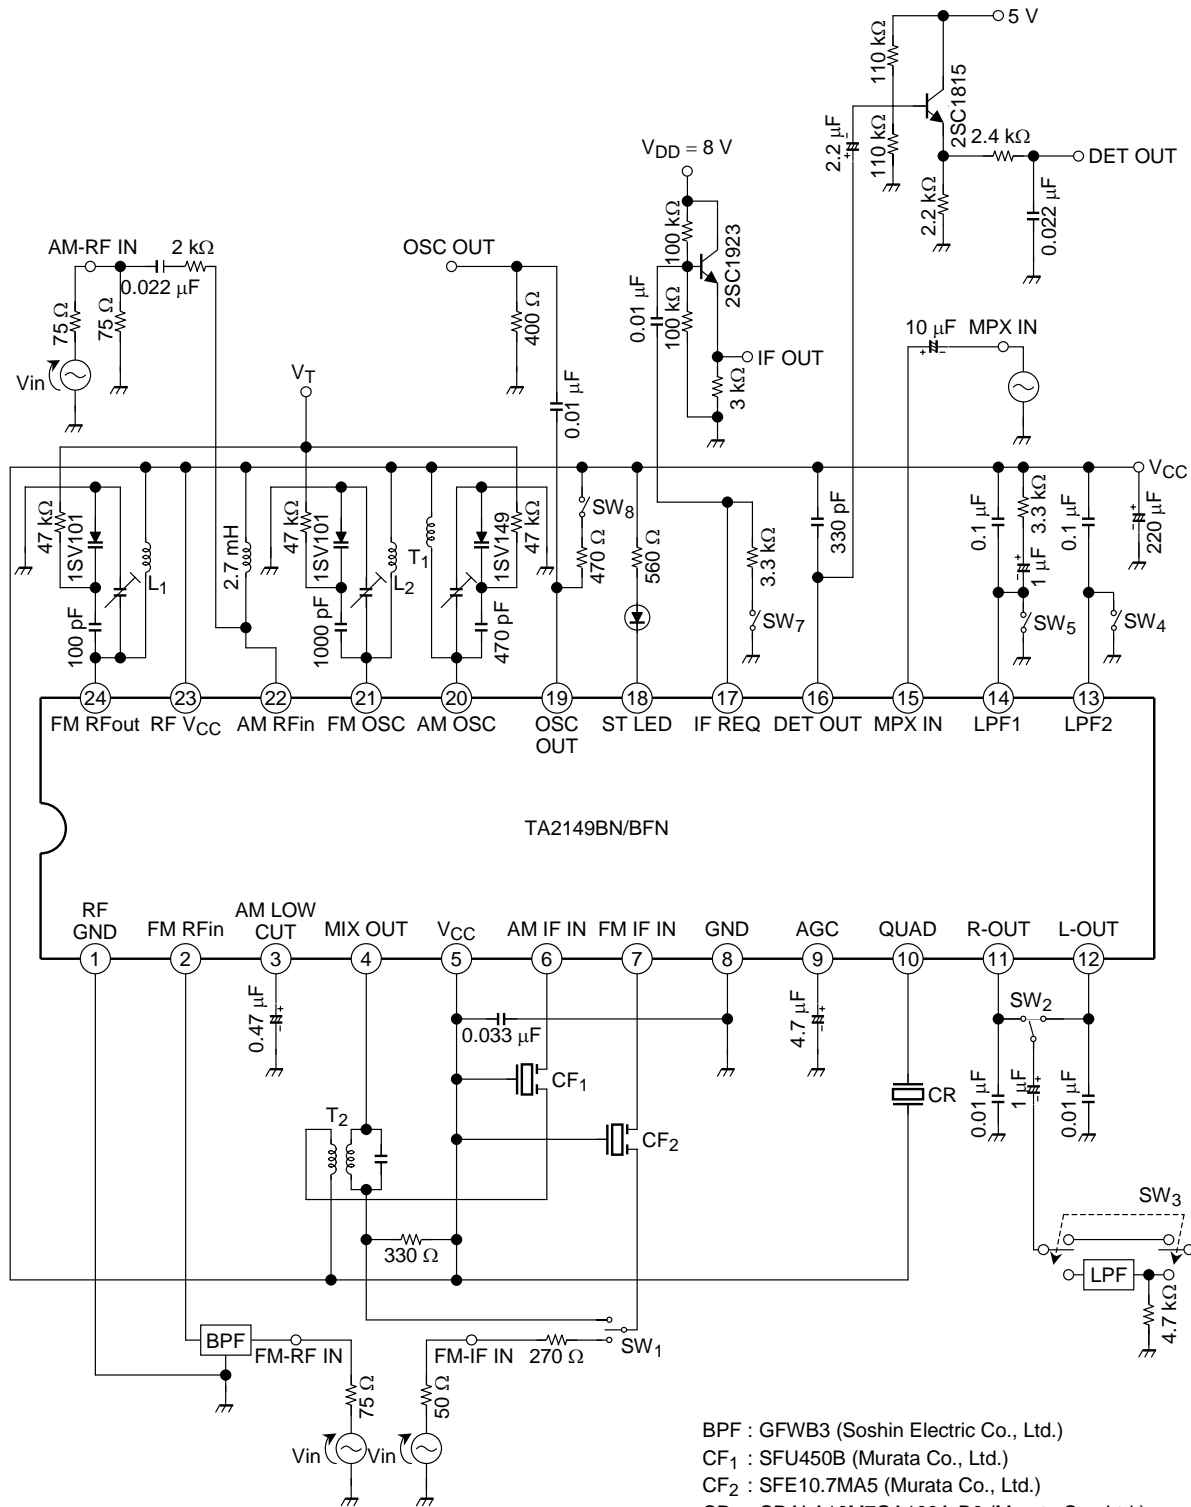 5 V
110 kΩ
2SC1815
2.2 µF
110 kΩ
2.4 kΩ
DET OUT
2.2 kΩ
0.022 µF
VDD = 8 V
100 kΩ
2SC1923
0.01 µF
100 kΩ
IF OUT
3 kΩ
AM-RF IN
2 kΩ
0.022 µF
75 Ω
75 Ω
Vin
OSC OUT
400 Ω
0.01 µF
VT
10 µF
MPX IN
VCC
47 kΩ
1SV101
100 pF
L1
2.7 mH
47 kΩ
1SV101
1000 pF
L2
T1
1SV149
47 kΩ
470 pF
SW8
470 Ω
560 Ω
3.3 kΩ
SW7
330 pF
0.1 µF
3.3 kΩ
1 µF
SW5
0.1 µF
SW4
220 µF
24 23 22 21 20 19 18 17 16 15 14 13
FM RFout RF VCC AM RFin FM OSC AM OSC OSC OUT ST LED IF REQ DET OUT MPX IN LPF1 LPF2
TA2149BN/BFN
RF GND FM RFin AM LOW CUT MIX OUT VCC AM IF IN FM IF IN GND AGC QUAD R-OUT L-OUT
1 2 3 4 5 6 7 8 9 10 11 12
0.47 µF
0.033 µF
4.7 µF
SW2
CF1
CR
0.01 µF
1 µF
0.01 µF
T2
CF2
SW3
330 Ω
LPF
4.7 kΩ
BPF
FM-RF IN
FM-IF IN
270 Ω
SW1
75 Ω
50 Ω
Vin
Vin
BPF : GFWB3 (Soshin Electric Co., Ltd.)
CF1 : SFU450B (Murata Co., Ltd.)
CF2 : SFE10.7MA5 (Murata Co., Ltd.)